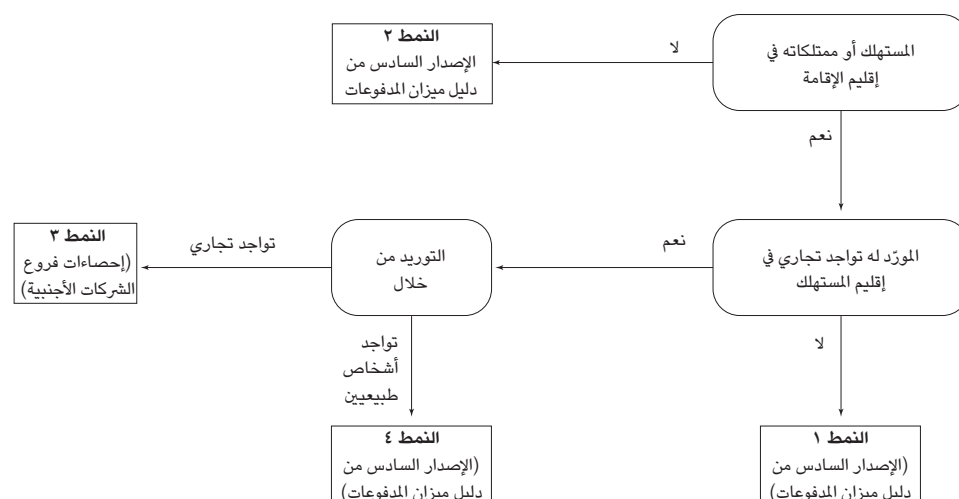 المستهلك أو ممتلكاته في
إقليم الإقامة
لا
النمط ٢
الإصدار السادس من
دليل ميزان المدفوعات
نعم
المورّد له تواجد تجاري في
إقليم المستهلك
نعم
التوريد من
خلال
تواجد تجاري
النمط ٣
(إحصاءات فروع
الشركات الأجنبية)
لا
تواجد
أشخاص
طبيعيين
النمط ١
(الإصدار السادس من
دليل ميزان المدفوعات)
النمط ٤
(الإصدار السادس من
دليل ميزان المدفوعات)